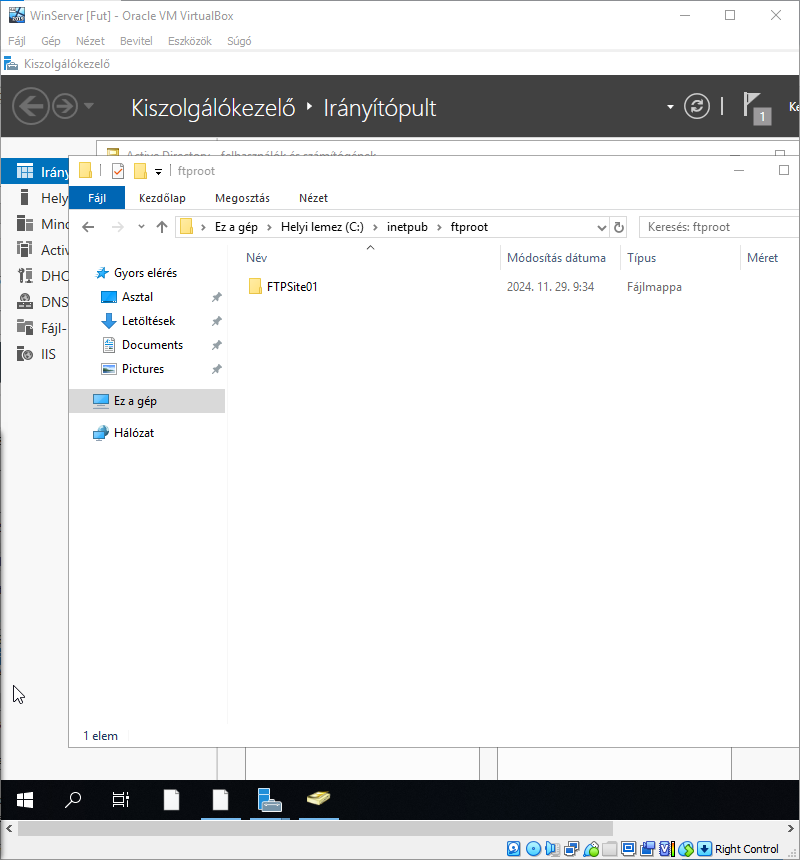 WinServer [Fut] - Oracle VM VirtualBox
Fájl Gép Nézet Bevitel Eszközök Súgó
Kiszolgálókezelő
Kiszolgálókezelő Irányítópult
1
Ke
ftproot
Fájl Kezdőlap Megosztás Nézet
Ez a gép Helyi lemez (C:) inetpub ftproot
Keresés: ftproot
Irány
Hely
Mind
Activ
DHC
DNS
Fájl-
IIS
Gyors elérés
Asztal
Letöltések
Documents
Pictures
Ez a gép
Hálózat
Név Módosítás dátuma Típus Méret
FTPSite01 2024. 11. 29. 9:34 Fájlmappa
1 elem
Right Control